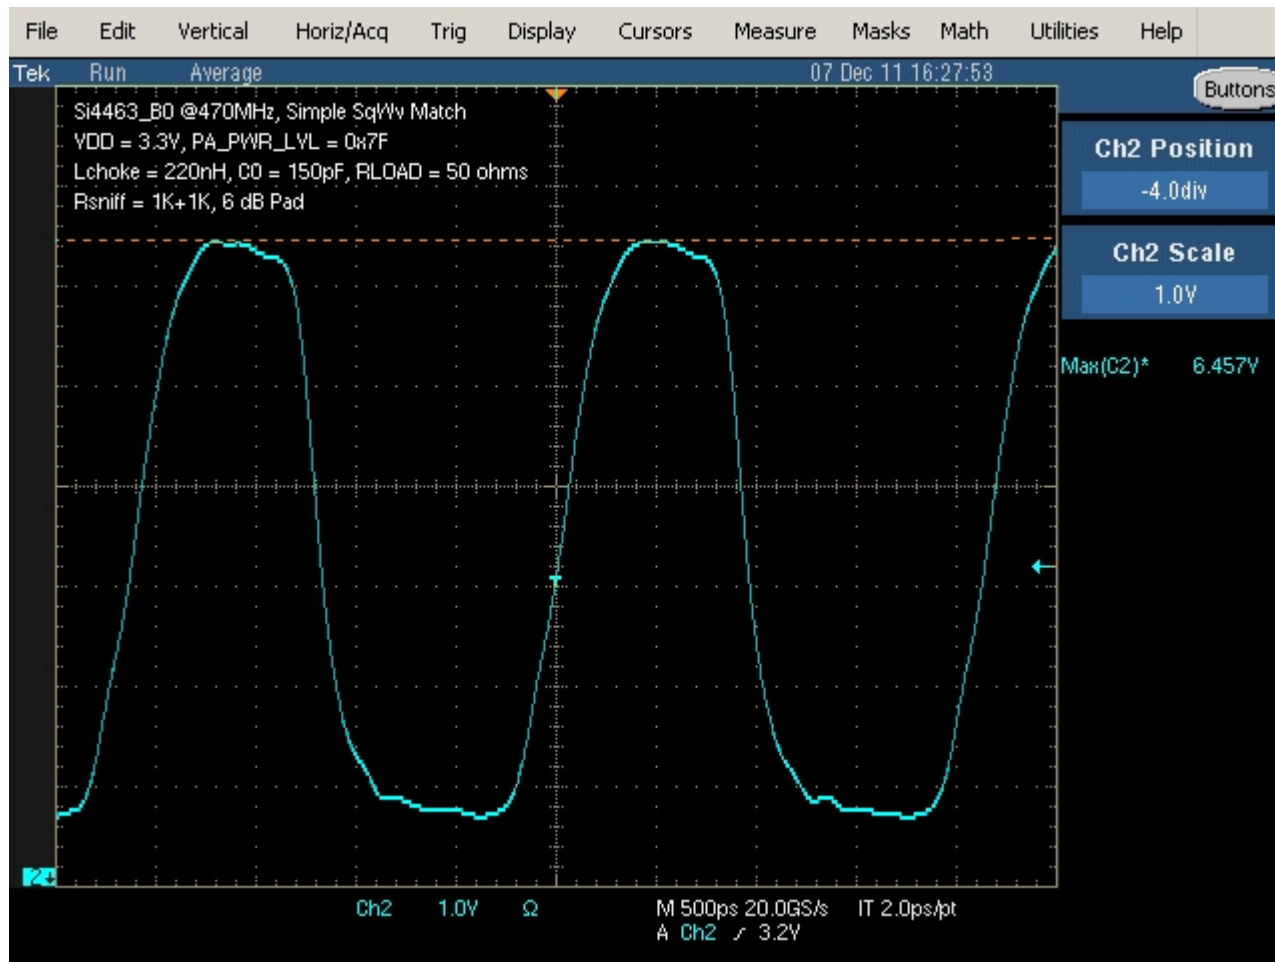 File Edit Vertical Horiz/Acq Trig Display Cursors Measure Masks Math Utilities Help
Tek Run Average 07 Dec 11 16:27:53
Buttons
Si4463_B0 @470MHz, Simple SqWv Match
VDD = 3.3V, PA_PWR_LVL = 0x7F
Lchoke = 220nH, C0 = 150pF, RLOAD = 50 ohms
Rsniff = 1K+1K, 6 dB Pad
Ch2 Position
-4.0div
Ch2 Scale
1.0V
Max(C2)* 6.457V
2
Ch2 1.0V Ω M 500ps 20.0GS/s IT 2.0ps/pt
A Ch2 / 3.2V